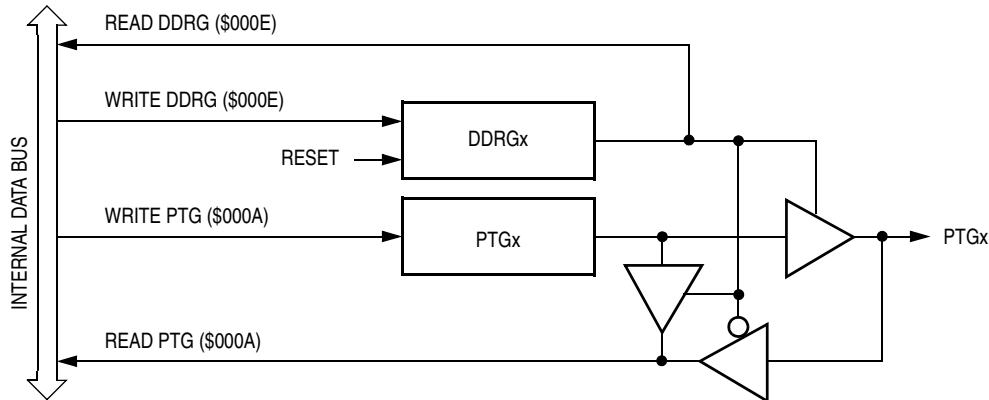 READ DDRG ($000E)
WRITE DDRG ($000E)
DDRGx
RESET
WRITE PTG ($000A)
PTGx
PTGx
READ PTG ($000A)
INTERNAL DATA BUS